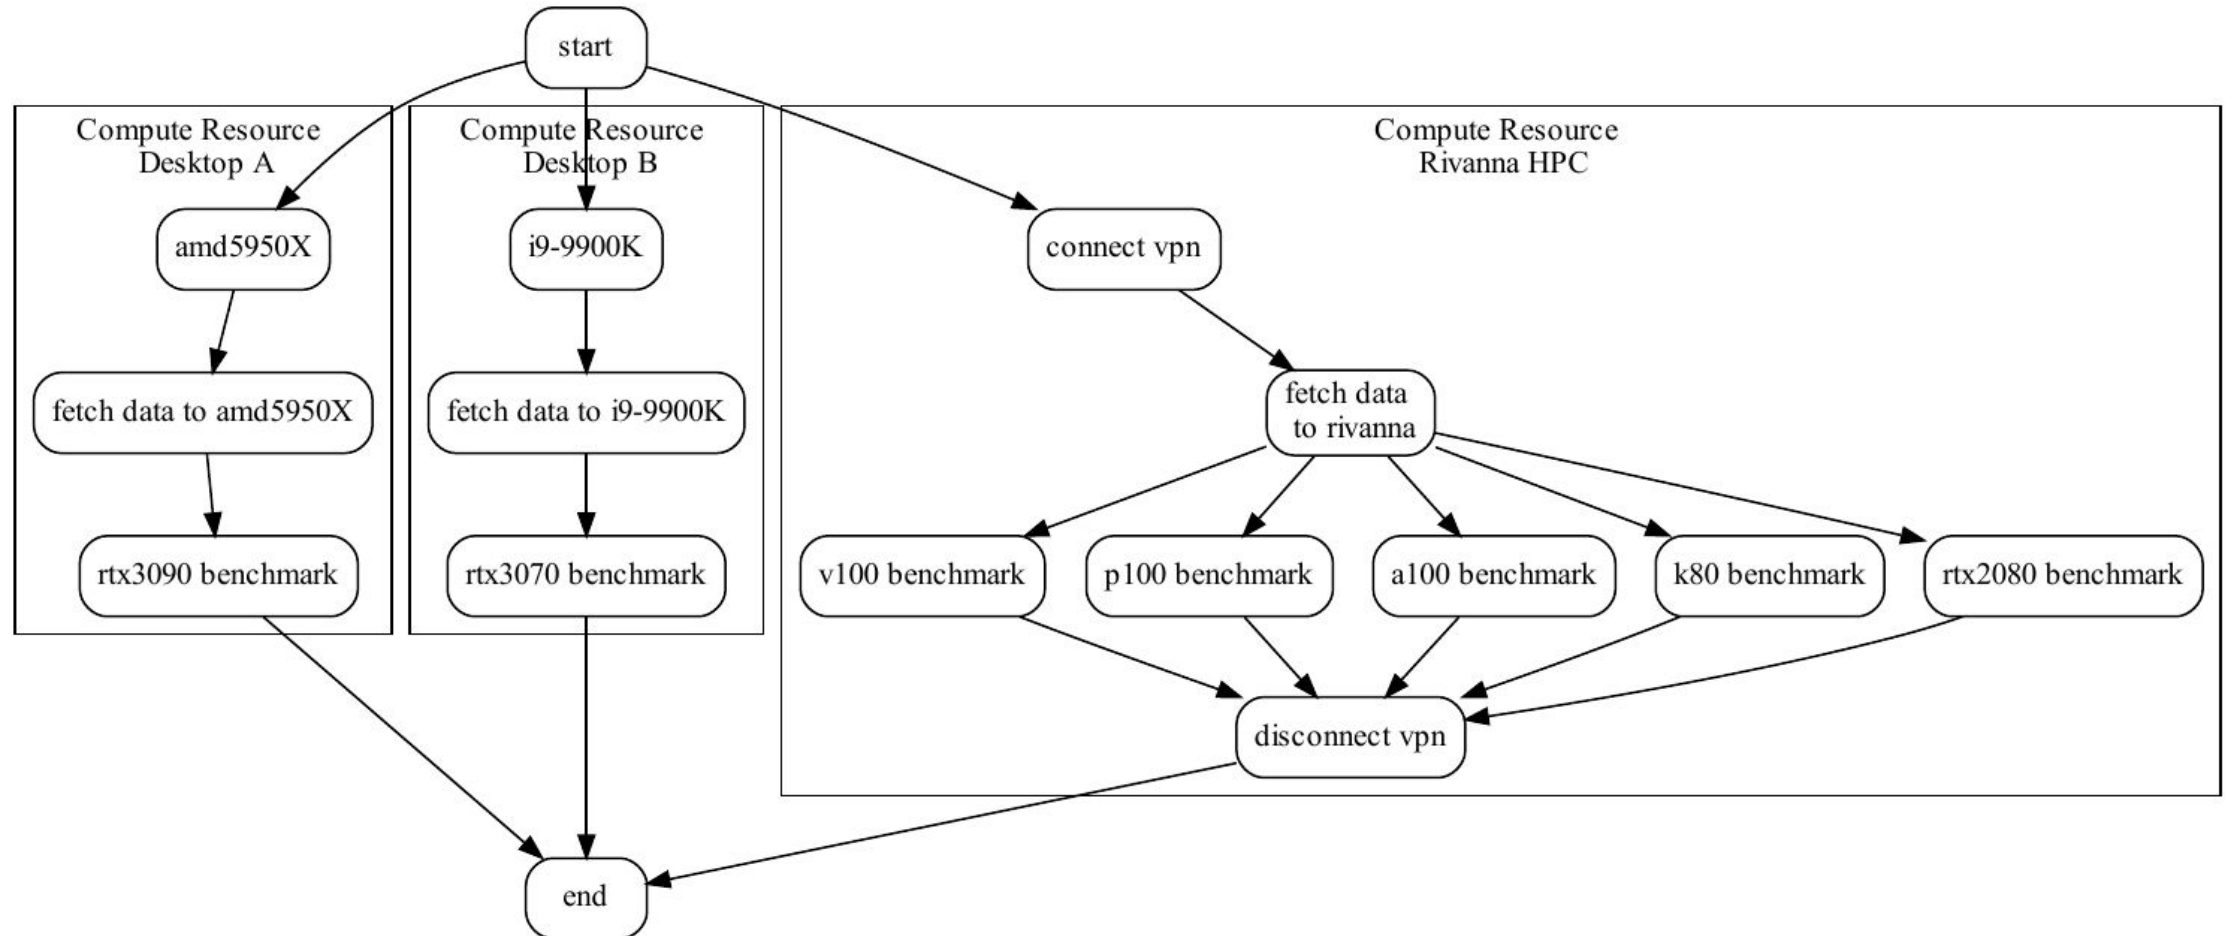 start
Compute Resource
Desktop A
Compute Resource
Desktop B
Compute Resource
Rivanna HPC
amd5950X
i9-9900K
connect vpn
fetch data to amd5950X
fetch data to i9-9900K
fetch data
to rivanna
rtx3090 benchmark
rtx3070 benchmark
v100 benchmark
p100 benchmark
a100 benchmark
k80 benchmark
rtx2080 benchmark
disconnect vpn
end